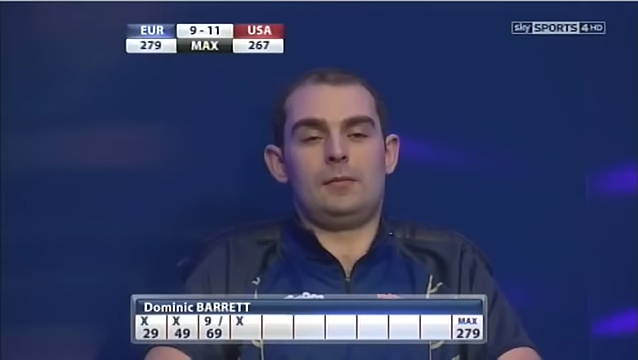 EUR 9 - 11 USA
279 MAX 267
sky SPORTS 4 HD
Dominic BARRETT
X X 9 / X MAX
29 49 69 279